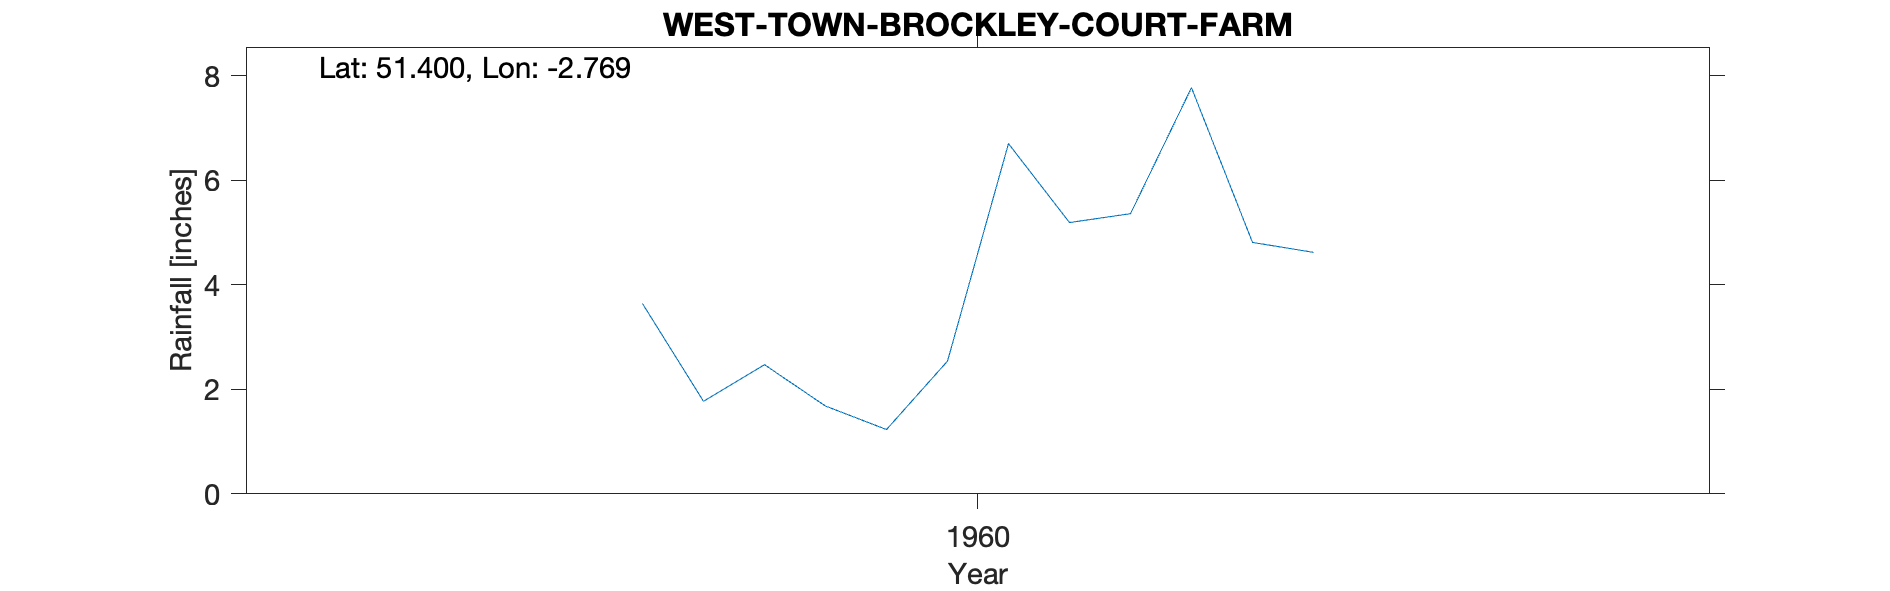 WEST-TOWN-BROCKLEY-COURT-FARM
Lat: 51.400, Lon: -2.769
8
6
4
2
0
Rainfall [inches]
1960
Year